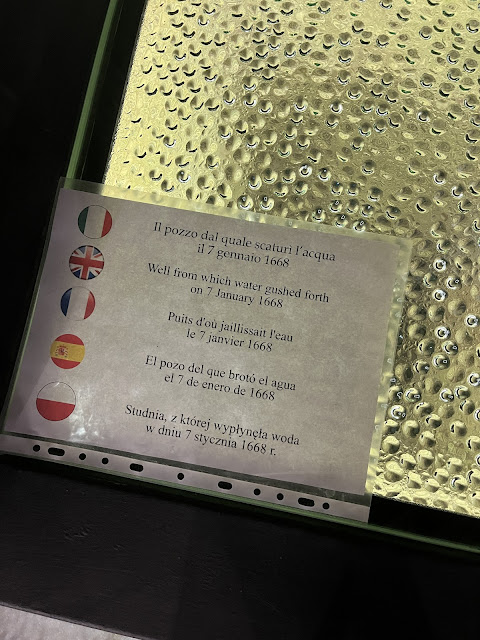 Il pozzo dal quale scaturì l'acqua
il 7 gennaio 1668
Well from which water gushed forth
on 7 January 1668
Puits d'où jaillissait l'eau
le 7 janvier 1668
El pozo del que brotó el agua
el 7 de enero de 1668
Studnia, z której wypłynęła woda
w dniu 7 stycznia 1668 r.